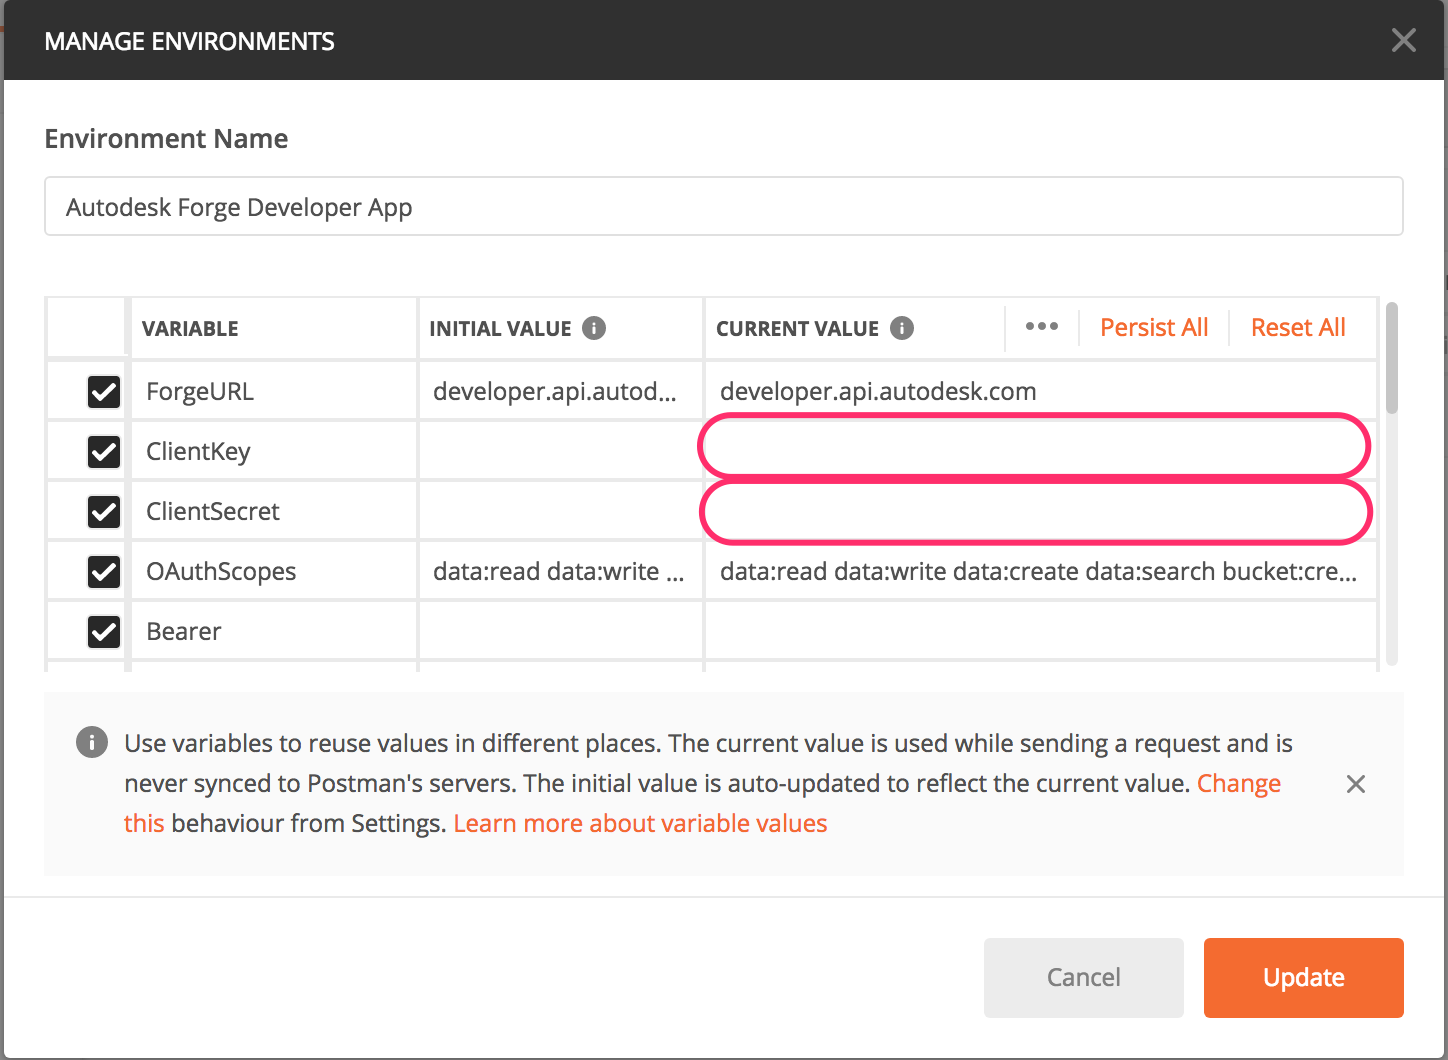 MANAGE ENVIRONMENTS
Environment Name
Autodesk Forge Developer App
VARIABLE INITIAL VALUE CURRENT VALUE ••• Persist All Reset All
ForgeURL developer.api.autod... developer.api.autodesk.com
ClientKey
ClientSecret
OAuthScopes data:read data:write ... data:read data:write data:create data:search bucket:cre...
Bearer
Use variables to reuse values in different places. The current value is used while sending a request and is
never synced to Postman's servers. The initial value is auto-updated to reflect the current value. Change
this behaviour from Settings. Learn more about variable values
Cancel Update